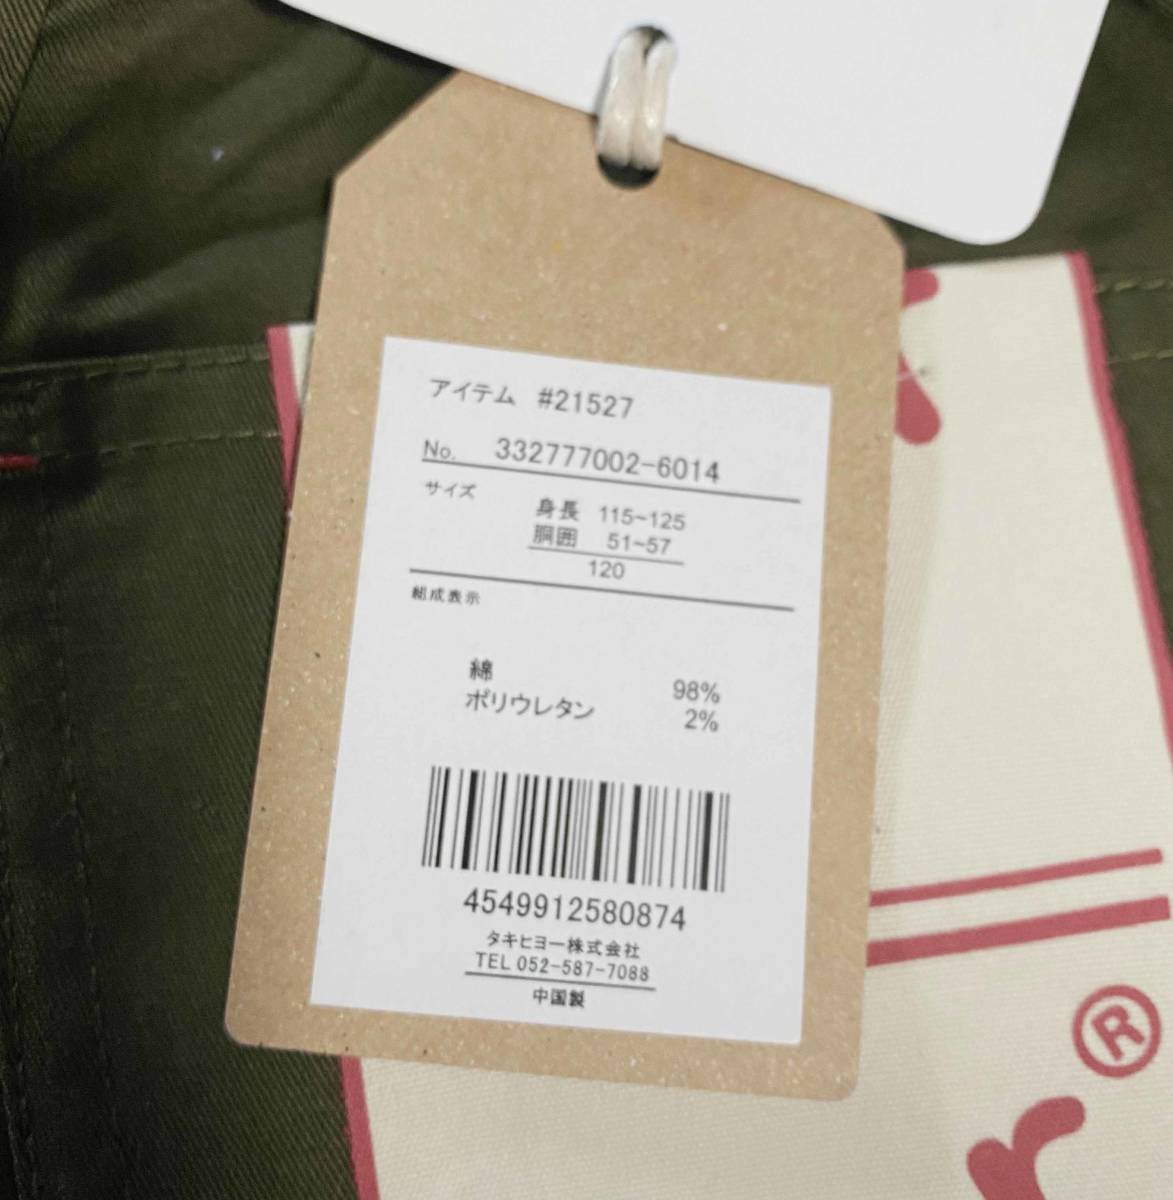 アイテム #21527
No. 332777002-6014
サイズ
身長 115~125
胴囲 51~57
120
組成表示
綿 98%
ポリウレタン 2%
4549912580874
タキヒヨー株式会社
TEL 052-587-7088
中国製
®
r